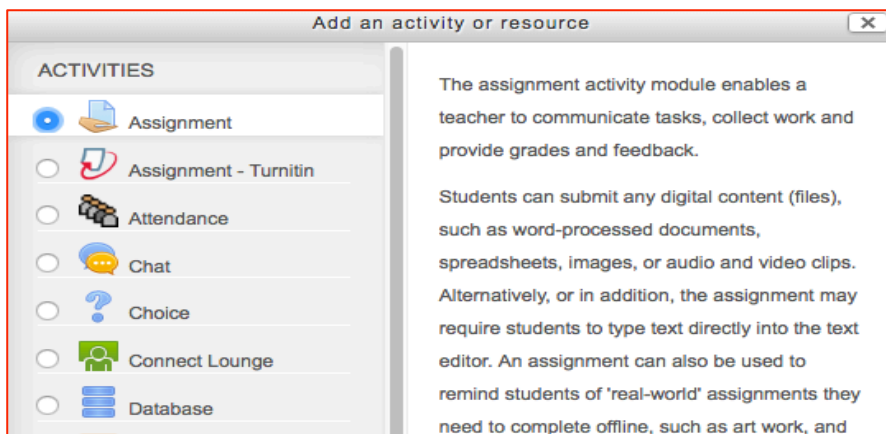 Add an activity or resource
ACTIVITIES
Assignment
Assignment - Turnitin
Attendance
Chat
Choice
Connect Lounge
Database
The assignment activity module enables a
teacher to communicate tasks, collect work and
provide grades and feedback.
Students can submit any digital content (files),
such as word-processed documents,
spreadsheets, images, or audio and video clips.
Alternatively, or in addition, the assignment may
require students to type text directly into the text
editor. An assignment can also be used to
remind students of 'real-world' assignments they
need to complete offline, such as art work, and